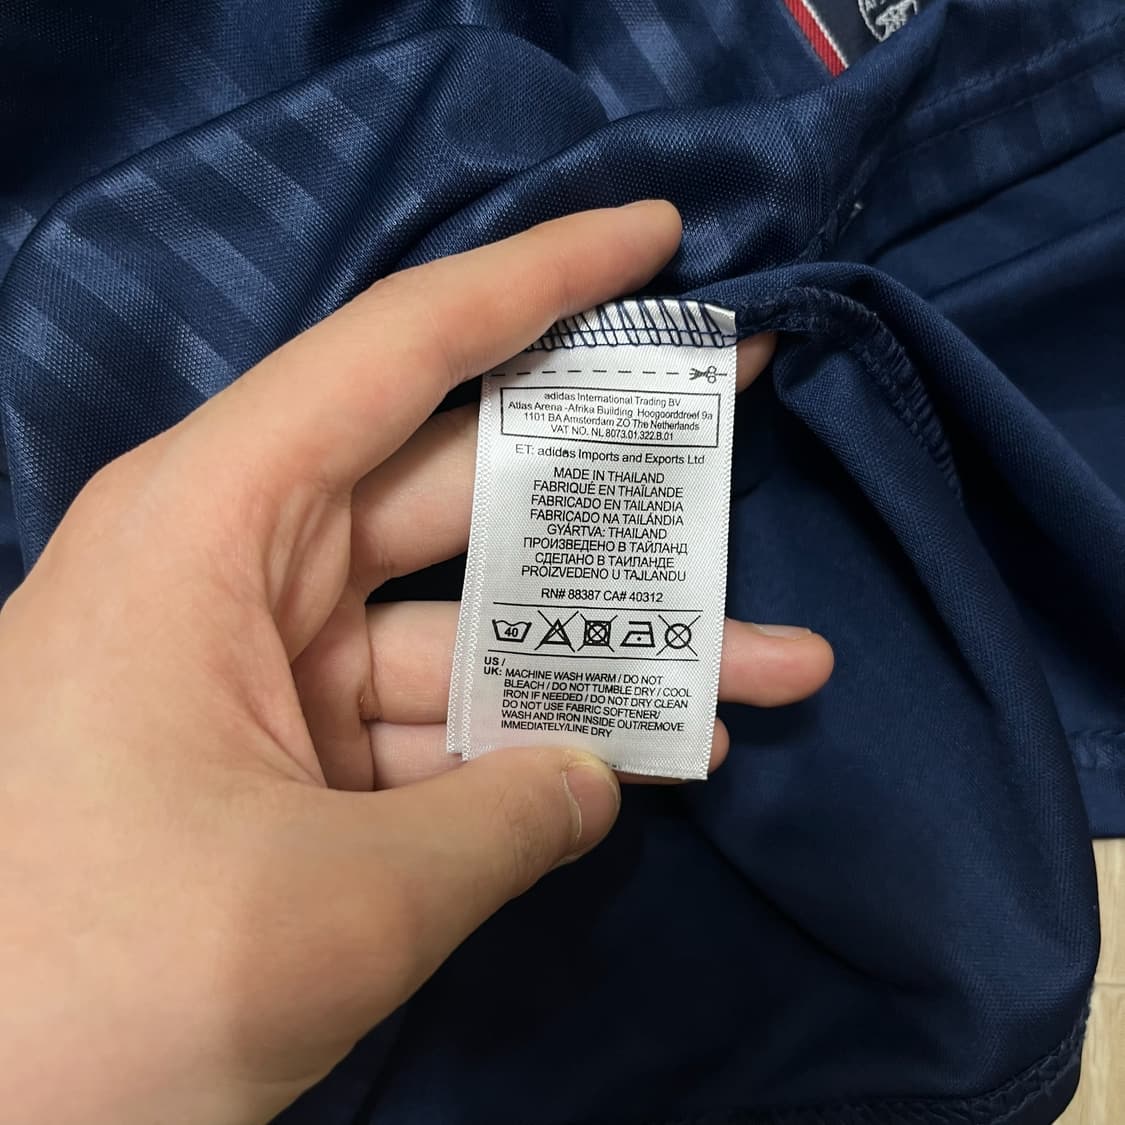 adidas International Trading BV
Atlas Arena -Afrika Building Hoogoorddreef 9a
1101 BA Amsterdam ZO The Netherlands
VAT NO. NL 8073.01.322.B.01
ET: adidas Imports and Exports Ltd
MADE IN THAILAND
FABRIQUÉ EN THAÏLANDE
FABRICADO EN TAILANDIA
FABRICADO NA TAILÂNDIA
GYÁRTVA: THAILAND
ПРОИЗВЕДЕНО В ТАЙЛАНД
СДЕЛАНО В ТАИЛАНДЕ
PROIZVEDENO U TAJLANDU
RN# 88387 CA# 40312
40
US /
UK: MACHINE WASH WARM / DO NOT
BLEACH / DO NOT TUMBLE DRY / COOL
IRON IF NEEDED / DO NOT DRY CLEAN
DO NOT USE FABRIC SOFTENER/
WASH AND IRON INSIDE OUT/REMOVE
IMMEDIATELY/LINE DRY